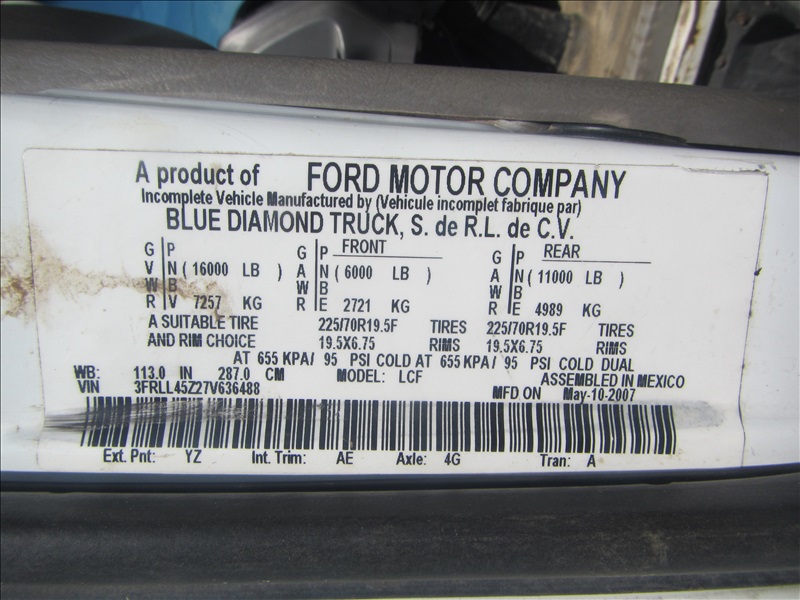 A product of FORD MOTOR COMPANY
Incomplete Vehicle Manufactured by (Vehicule incomplet fabrique par)
BLUE DIAMOND TRUCK, S. de R.L. de C.V.
G P G P FRONT G P REAR
V N ( 16000 LB ) A N ( 6000 LB ) A N ( 11000 LB )
W B W B W B
R V 7257 KG R E 2721 KG R E 4989 KG
A SUITABLE TIRE 225/70R19.5F TIRES 225/70R19.5F TIRES
AND RIM CHOICE 19.5X6.75 RIMS 19.5X6.75 RIMS
AT 655 KPA/ 95 PSI COLD AT 655 KPA/ 95 PSI COLD DUAL
WB: 113.0 IN 287.0 CM MODEL: LCF ASSEMBLED IN MEXICO
VIN 3FRLL45Z27V636488 MFD ON May-10-2007
Ext. Pnt: YZ Int. Trim: AE Axle: 4G Tran: A